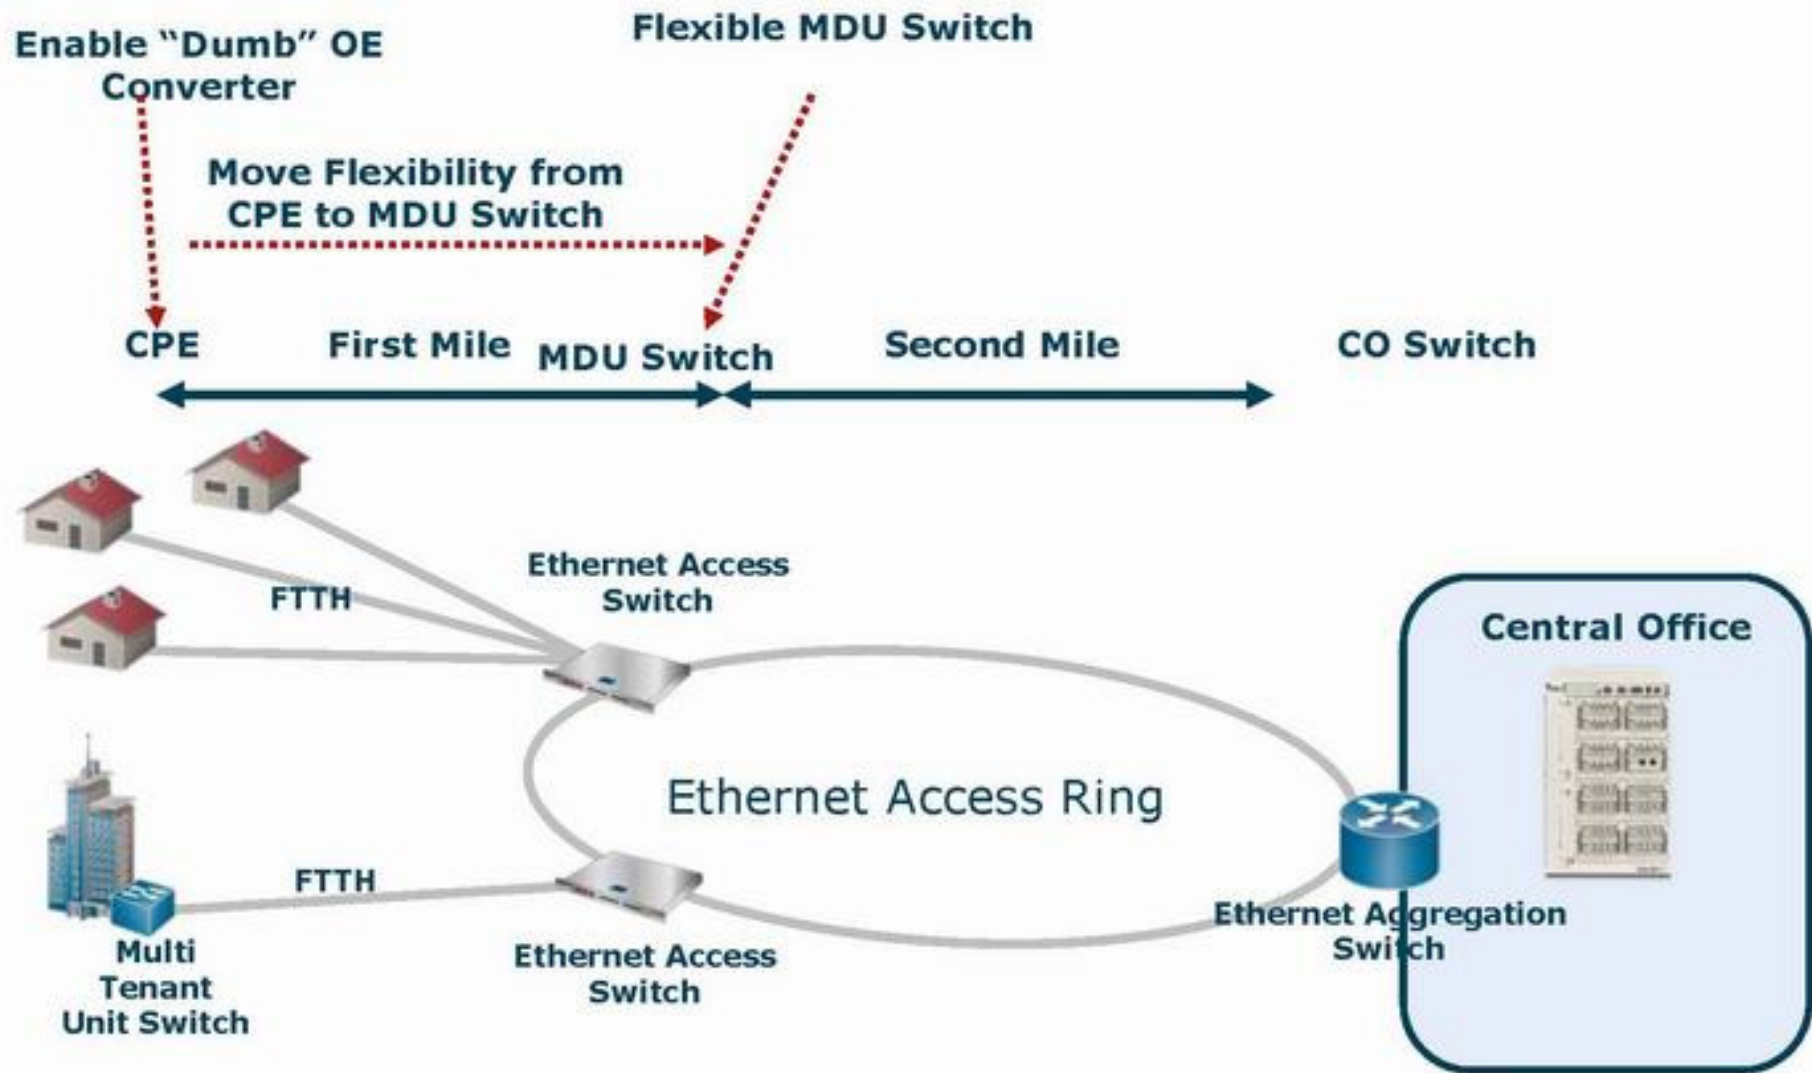 Enable “Dumb” OE
Converter
Flexible MDU Switch
Move Flexibility from
CPE to MDU Switch
CPE
First Mile
MDU Switch
Second Mile
CO Switch
FTTH
Ethernet Access
Switch
Central Office
Ethernet Access Ring
FTTH
Multi
Tenant
Unit Switch
Ethernet Access
Switch
Ethernet Aggregation
Switch